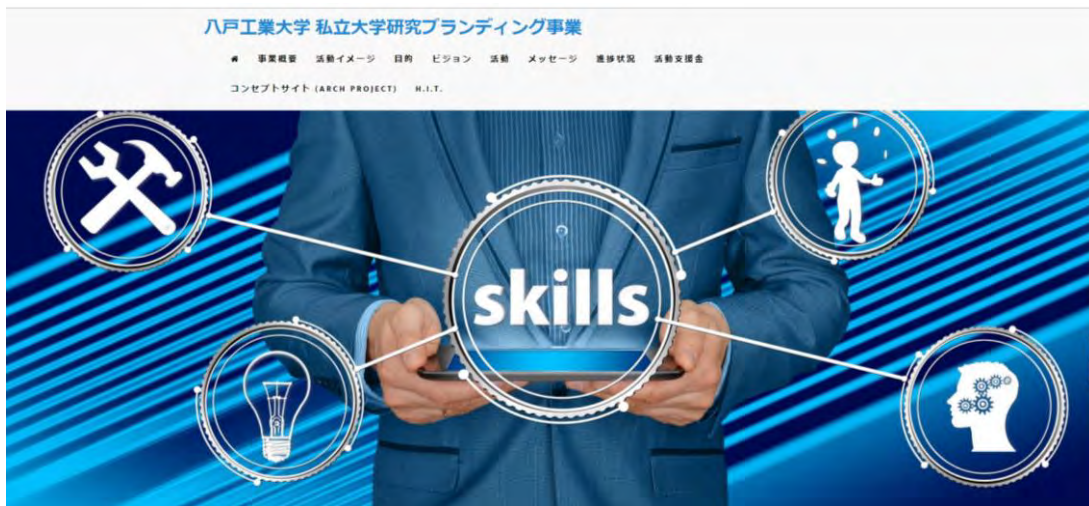 八戸工業大学 私立大学研究ブランディング事業
事業概要 活動イメージ 目的 ビジョン 活動 メッセージ 進捗状況 活動支援金
コンセプトサイト (ARCH PROJECT) H.I.T.
skills